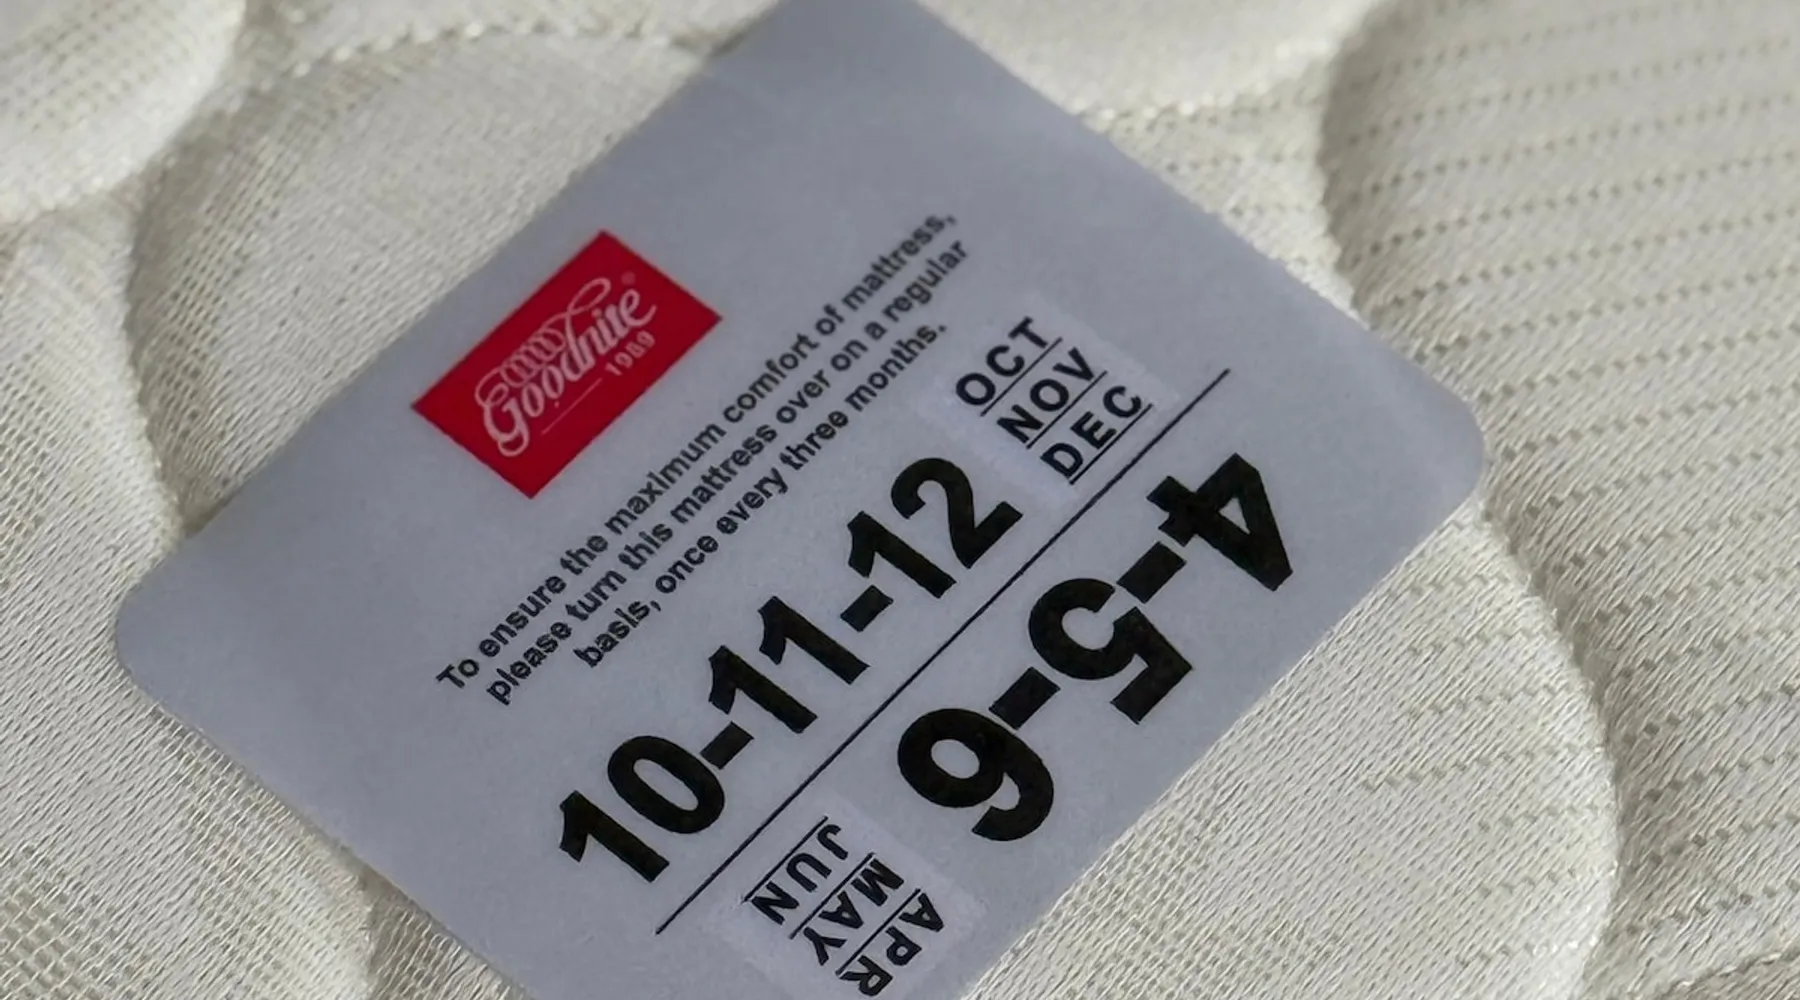 Goodnite®
1989
To ensure the maximum comfort of mattress,
please turn this mattress over on a regular
basis, once every three months.
10-11-12
OCT
NOV
DEC
4-5-6
APR
MAY
JUN